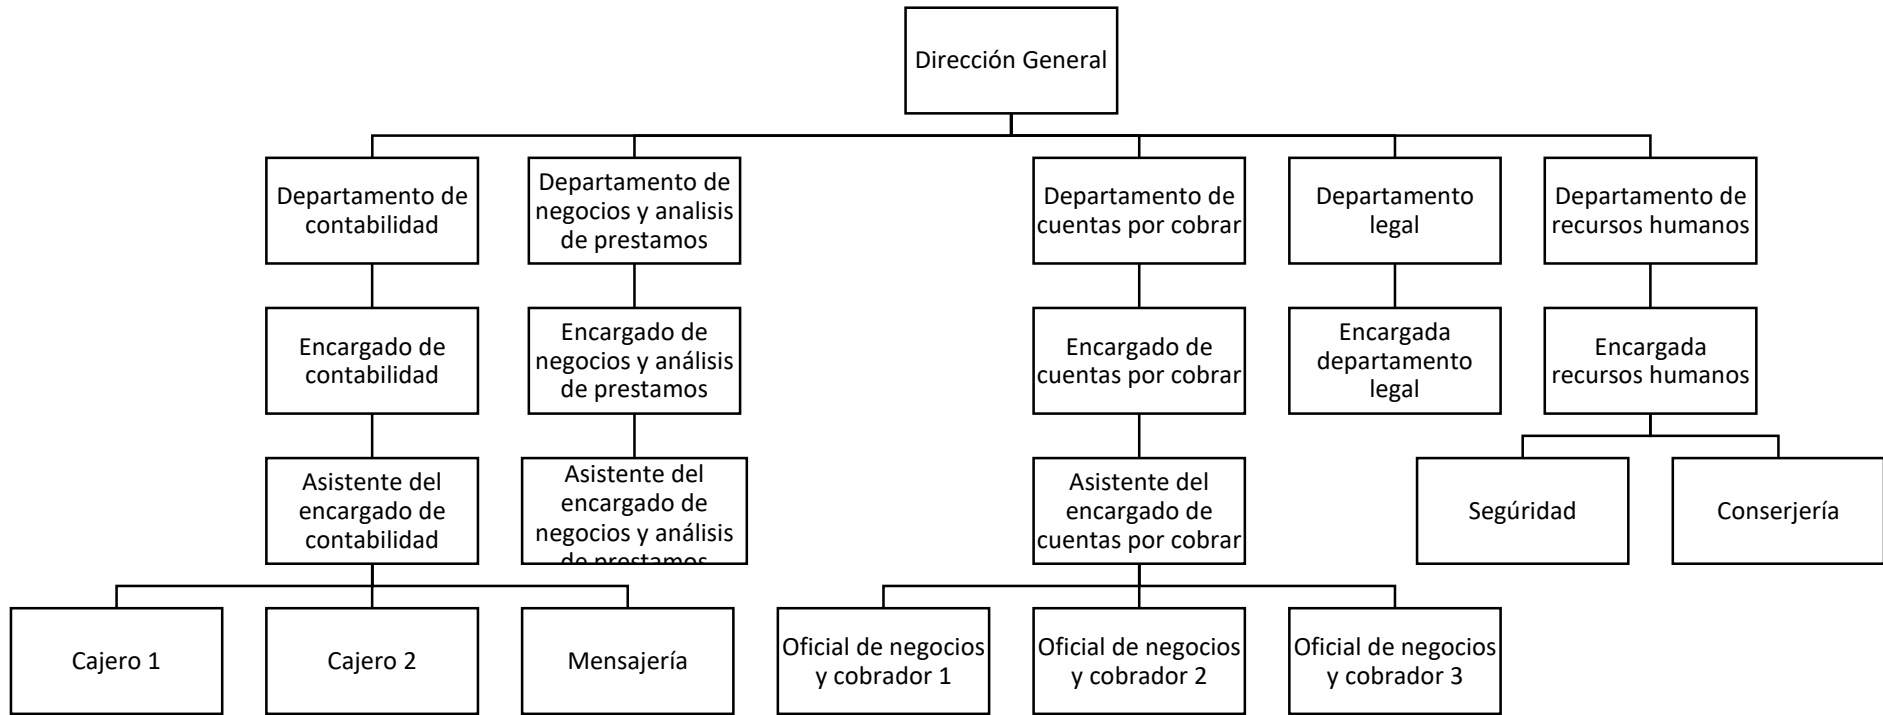 Dirección General
Departamento de
contabilidad
Departamento de
negocios y analisis
de prestamos
Departamento de
cuentas por cobrar
Departamento
legal
Departamento de
recursos humanos
Encargado de
contabilidad
Encargado de
negocios y análisis
de prestamos
Encargado de
cuentas por cobrar
Encargada
departamento
legal
Encargada
recursos humanos
Asistente del
encargado de
contabilidad
Asistente del
encargado de
negocios y análisis
de prestamos
Asistente del
encargado de
cuentas por cobrar
Segúridad
Conserjería
Cajero 1
Cajero 2
Mensajería
Oficial de negocios
y cobrador 1
Oficial de negocios
y cobrador 2
Oficial de negocios
y cobrador 3